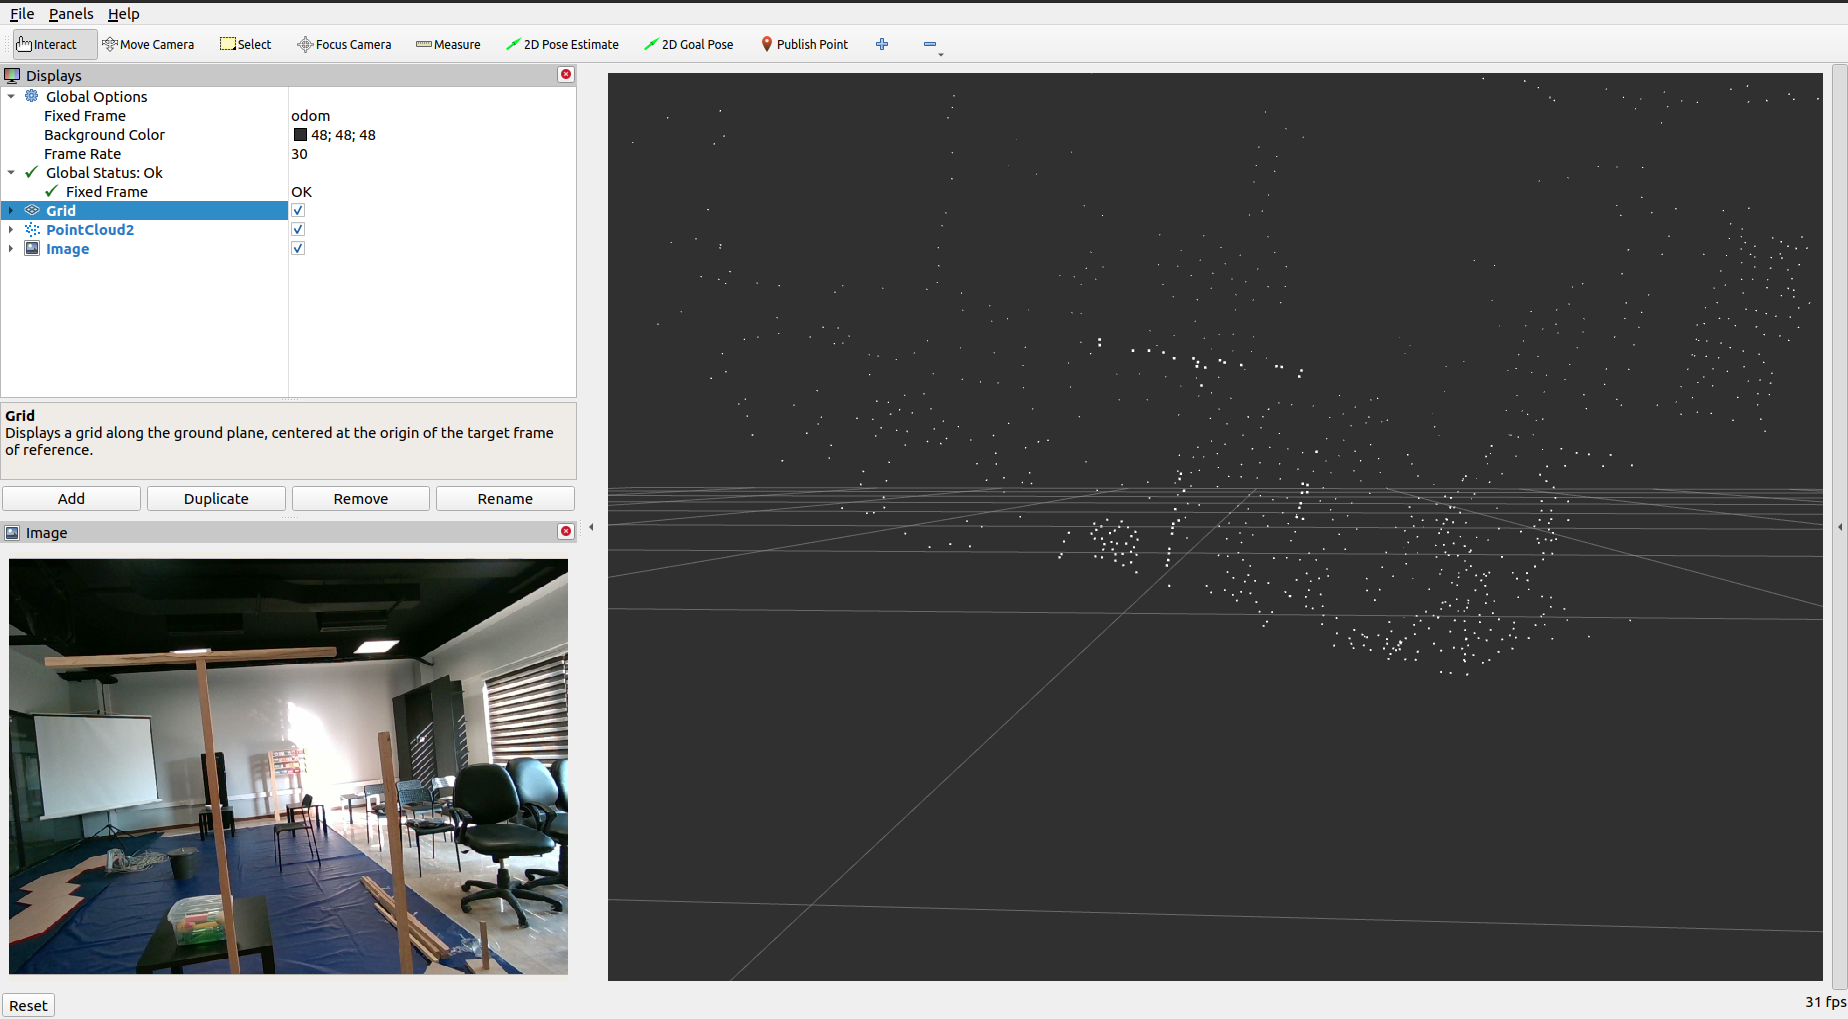 File Panels Help
Interact Move Camera Select Focus Camera Measure 2D Pose Estimate 2D Goal Pose Publish Point
Displays
Global Options
Fixed Frame odom
Background Color 48; 48; 48
Frame Rate 30
Global Status: Ok
Fixed Frame OK
Grid
PointCloud2
Image
Grid
Displays a grid along the ground plane, centered at the origin of the target frame
of reference.
Add Duplicate Remove Rename
Image
Reset 31 fps